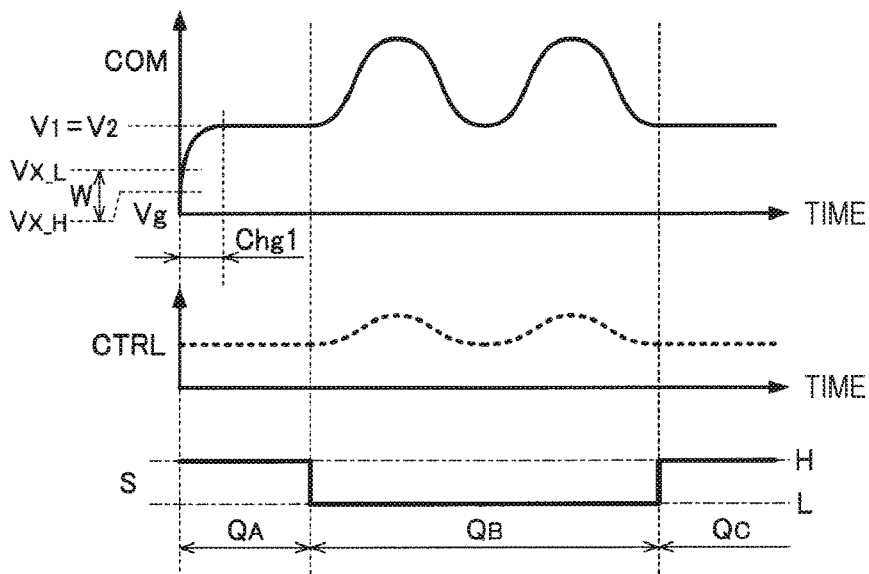 COM
V1=V2
VX_L
W
VX_H
Vg
TIME
Chg1
CTRL
TIME
S
H
L
QA
QB
QC